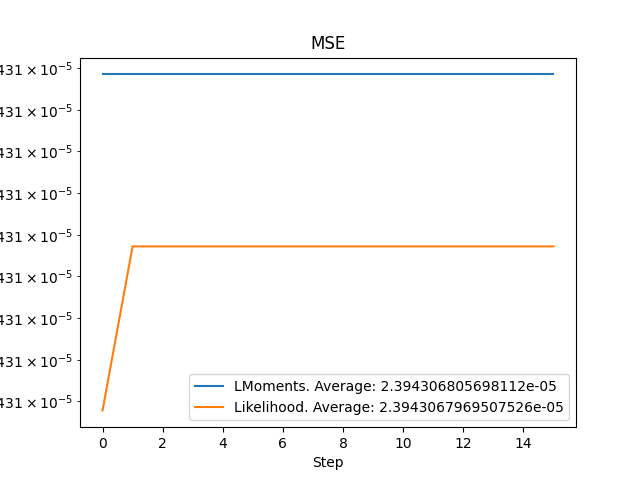 MSE
431 × 10⁻⁵
431 × 10⁻⁵
431 × 10⁻⁵
431 × 10⁻⁵
431 × 10⁻⁵
431 × 10⁻⁵
431 × 10⁻⁵
431 × 10⁻⁵
431 × 10⁻⁵
LMoments. Average: 2.394306805698112e-05
Likelihood. Average: 2.3943067969507526e-05
0 2 4 6 8 10 12 14
Step